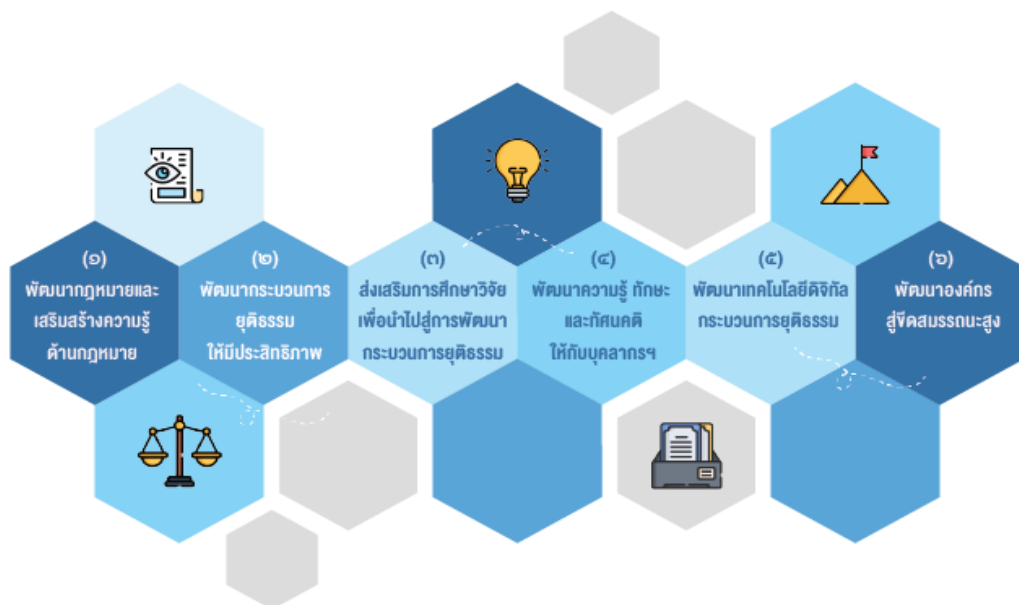 (๑)
พัฒนากฎหมายและ
เสริมสร้างความรู้
ด้านกฎหมาย
(๒)
พัฒนากระบวนการ
ยุติธรรม
ให้มีประสิทธิภาพ
(๓)
ส่งเสริมการศึกษาวิจัย
เพื่อนำไปสู่การพัฒนา
กระบวนการยุติธรรม
(๔)
พัฒนาความรู้ ทักษะ
และทัศนคติ
ให้กับบุคลากรฯ
(๕)
พัฒนาเทคโนโลยีดิจิทัล
กระบวนการยุติธรรม
(๖)
พัฒนาองค์กร
สู่ขีดสมรรถนะสูง